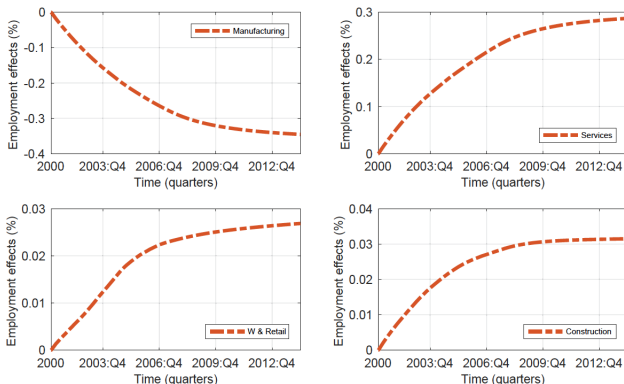 Employment effects (%)
0
-0.1
-0.2
-0.3
-0.4
Manufacturing
2000 2003:Q4 2006:Q4 2009:Q4 2012:Q4
Time (quarters)
Employment effects (%)
0.3
0.2
0.1
0
Services
2000 2003:Q4 2006:Q4 2009:Q4 2012:Q4
Time (quarters)
Employment effects (%)
0.03
0.02
0.01
0
W & Retail
2000 2003:Q4 2006:Q4 2009:Q4 2012:Q4
Time (quarters)
Employment effects (%)
0.04
0.03
0.02
0.01
0
Construction
2000 2003:Q4 2006:Q4 2009:Q4 2012:Q4
Time (quarters)